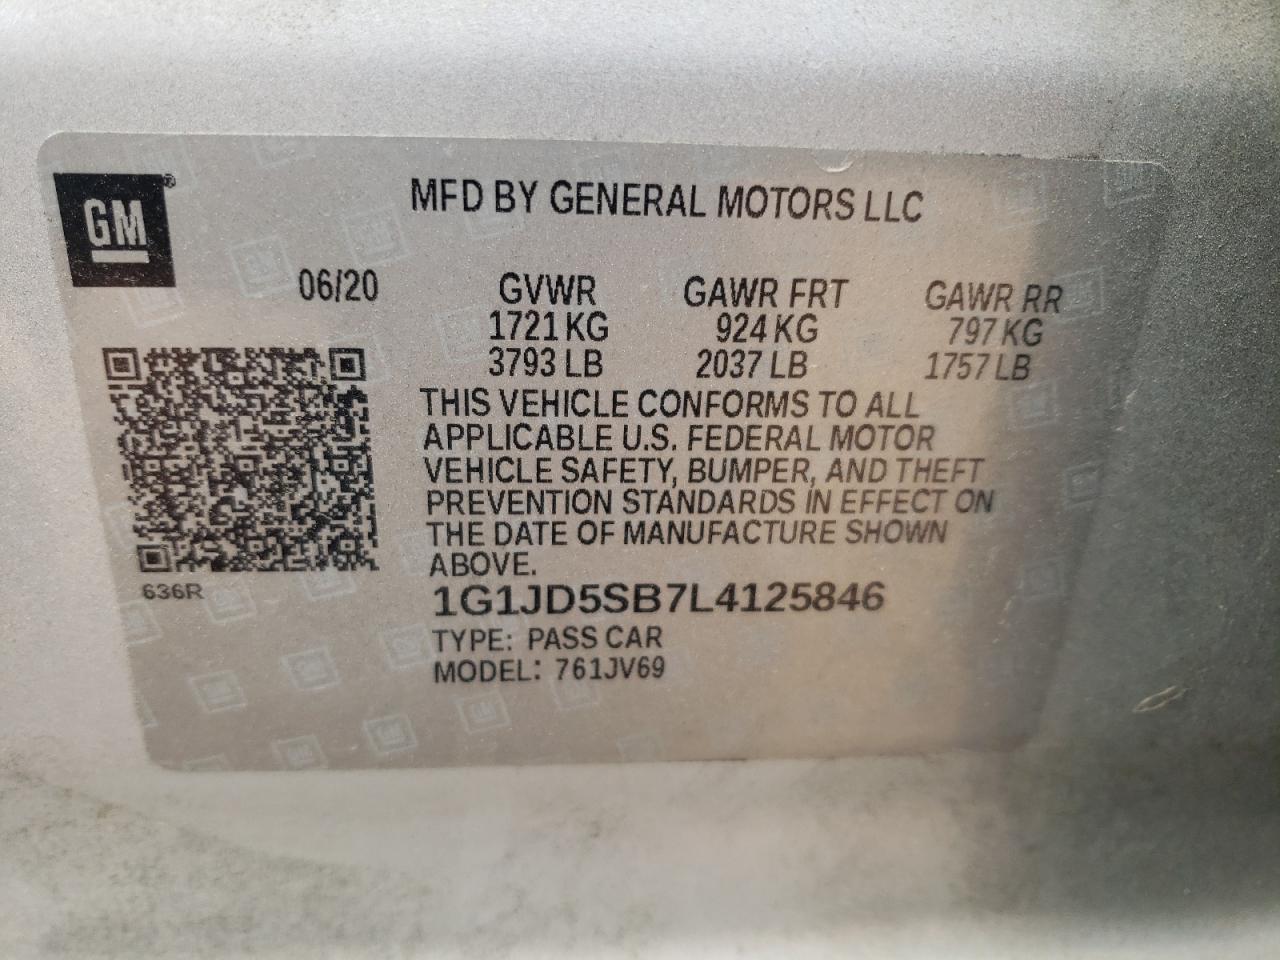 GM
MFD BY GENERAL MOTORS LLC
06/20 GVWR GAWR FRT GAWR RR
1721 KG 924 KG 797 KG
3793 LB 2037 LB 1757 LB
THIS VEHICLE CONFORMS TO ALL
APPLICABLE U.S. FEDERAL MOTOR
VEHICLE SAFETY, BUMPER, AND THEFT
PREVENTION STANDARDS IN EFFECT ON
THE DATE OF MANUFACTURE SHOWN
ABOVE.
636R
1G1JD5SB7L4125846
TYPE: PASS CAR
MODEL: 761JV69